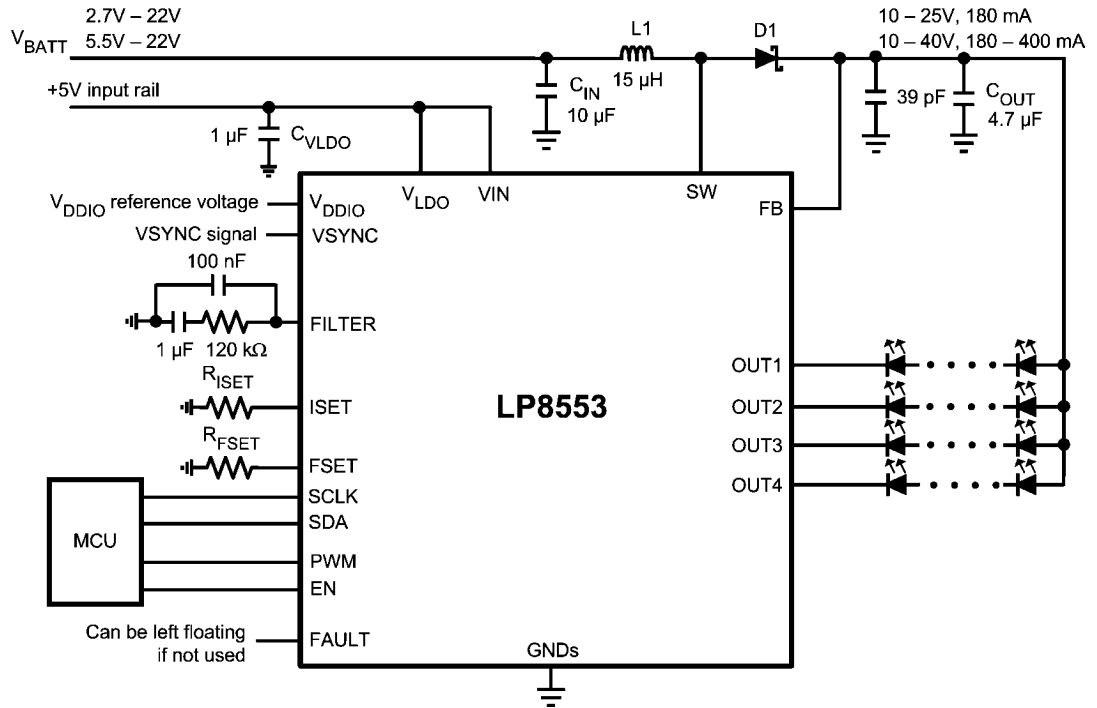 2.7V – 22V
V_BATT 5.5V – 22V
L1
15 µH
D1
10 – 25V, 180 mA
10 – 40V, 180 – 400 mA
+5V input rail
C_IN
10 µF
39 pF
C_OUT
4.7 µF
1 µF
C_VLDO
V_LDO
VIN
SW
FB
V_DDIO reference voltage
V_DDIO
VSYNC signal
VSYNC
100 nF
FILTER
1 µF
120 kΩ
R_ISET
ISET
R_FSET
FSET
LP8553
OUT1
OUT2
OUT3
OUT4
MCU
SCLK
SDA
PWM
EN
Can be left floating
if not used
FAULT
GNDs